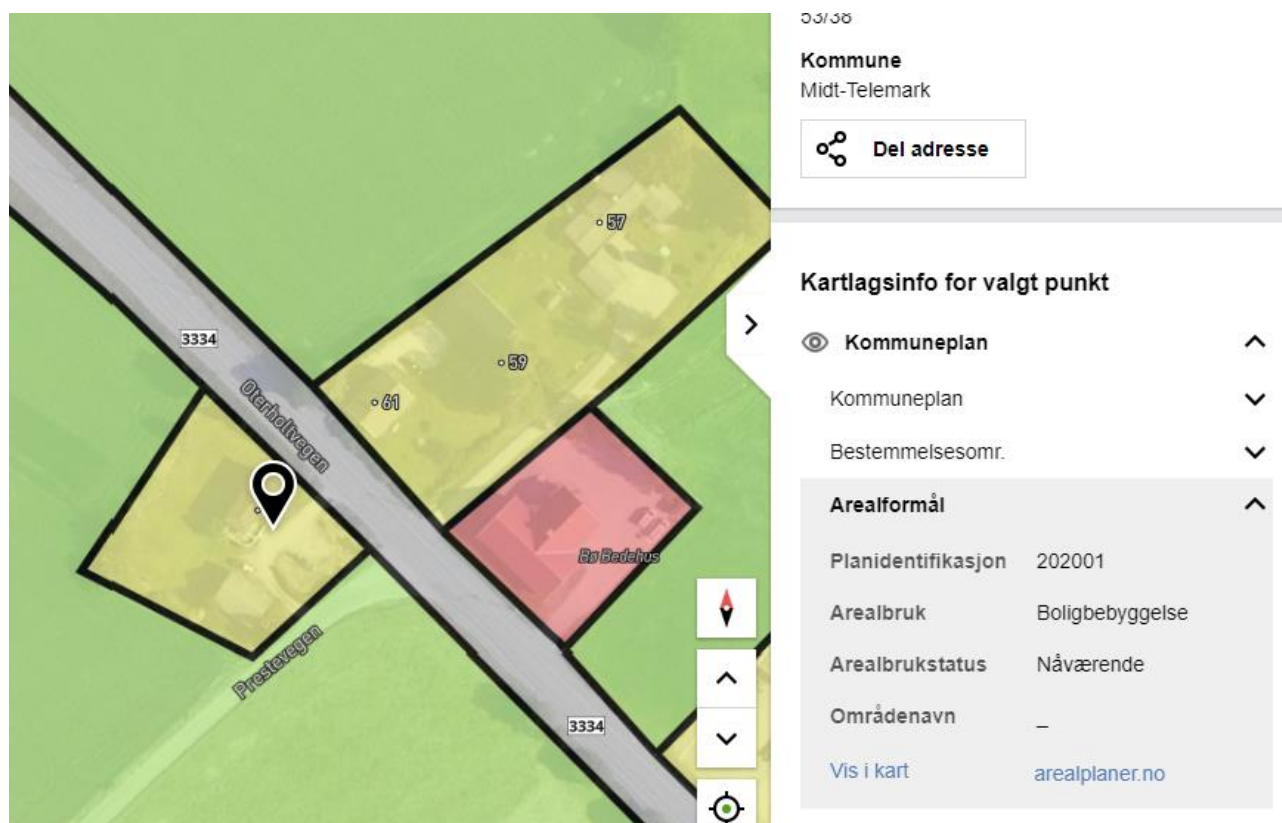 53/38
Kommune
Midt-Telemark
Del adresse
Kartlagsinfo for valgt punkt
Kommuneplan
Kommuneplan
Bestemmelsesomr.
Arealformål
Planidentifikasjon 202001
Arealbruk Boligbebyggelse
Arealbrukstatus Nåværende
Områdenavn _
Vis i kart arealplaner.no
57
3334
59
Oterholtvegen
61
Bø Bedehus
Prestevegen
3334